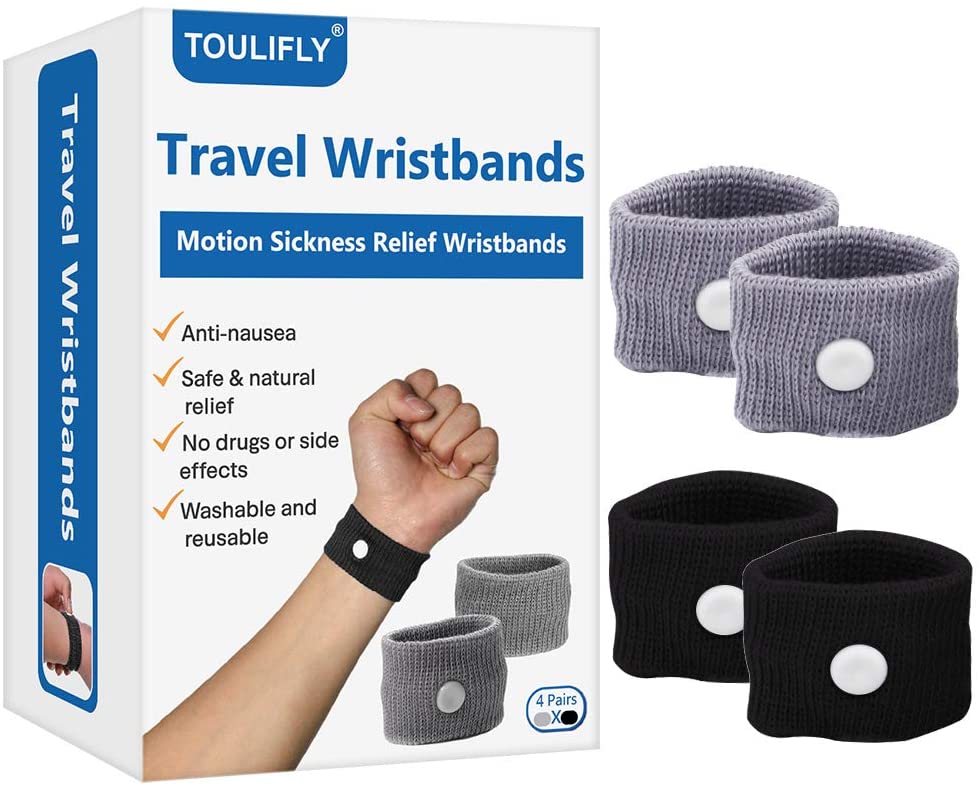 TOULIFLY®
Travel Wristbands
Motion Sickness Relief Wristbands
Anti-nausea
Safe & natural
relief
No drugs or side
effects
Washable and
reusable
4 Pairs
X
Travel Wristbands